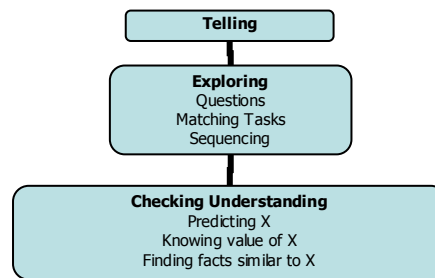 Telling
Exploring
Questions
Matching Tasks
Sequencing
Checking Understanding
Predicting X
Knowing value of X
Finding facts similar to X